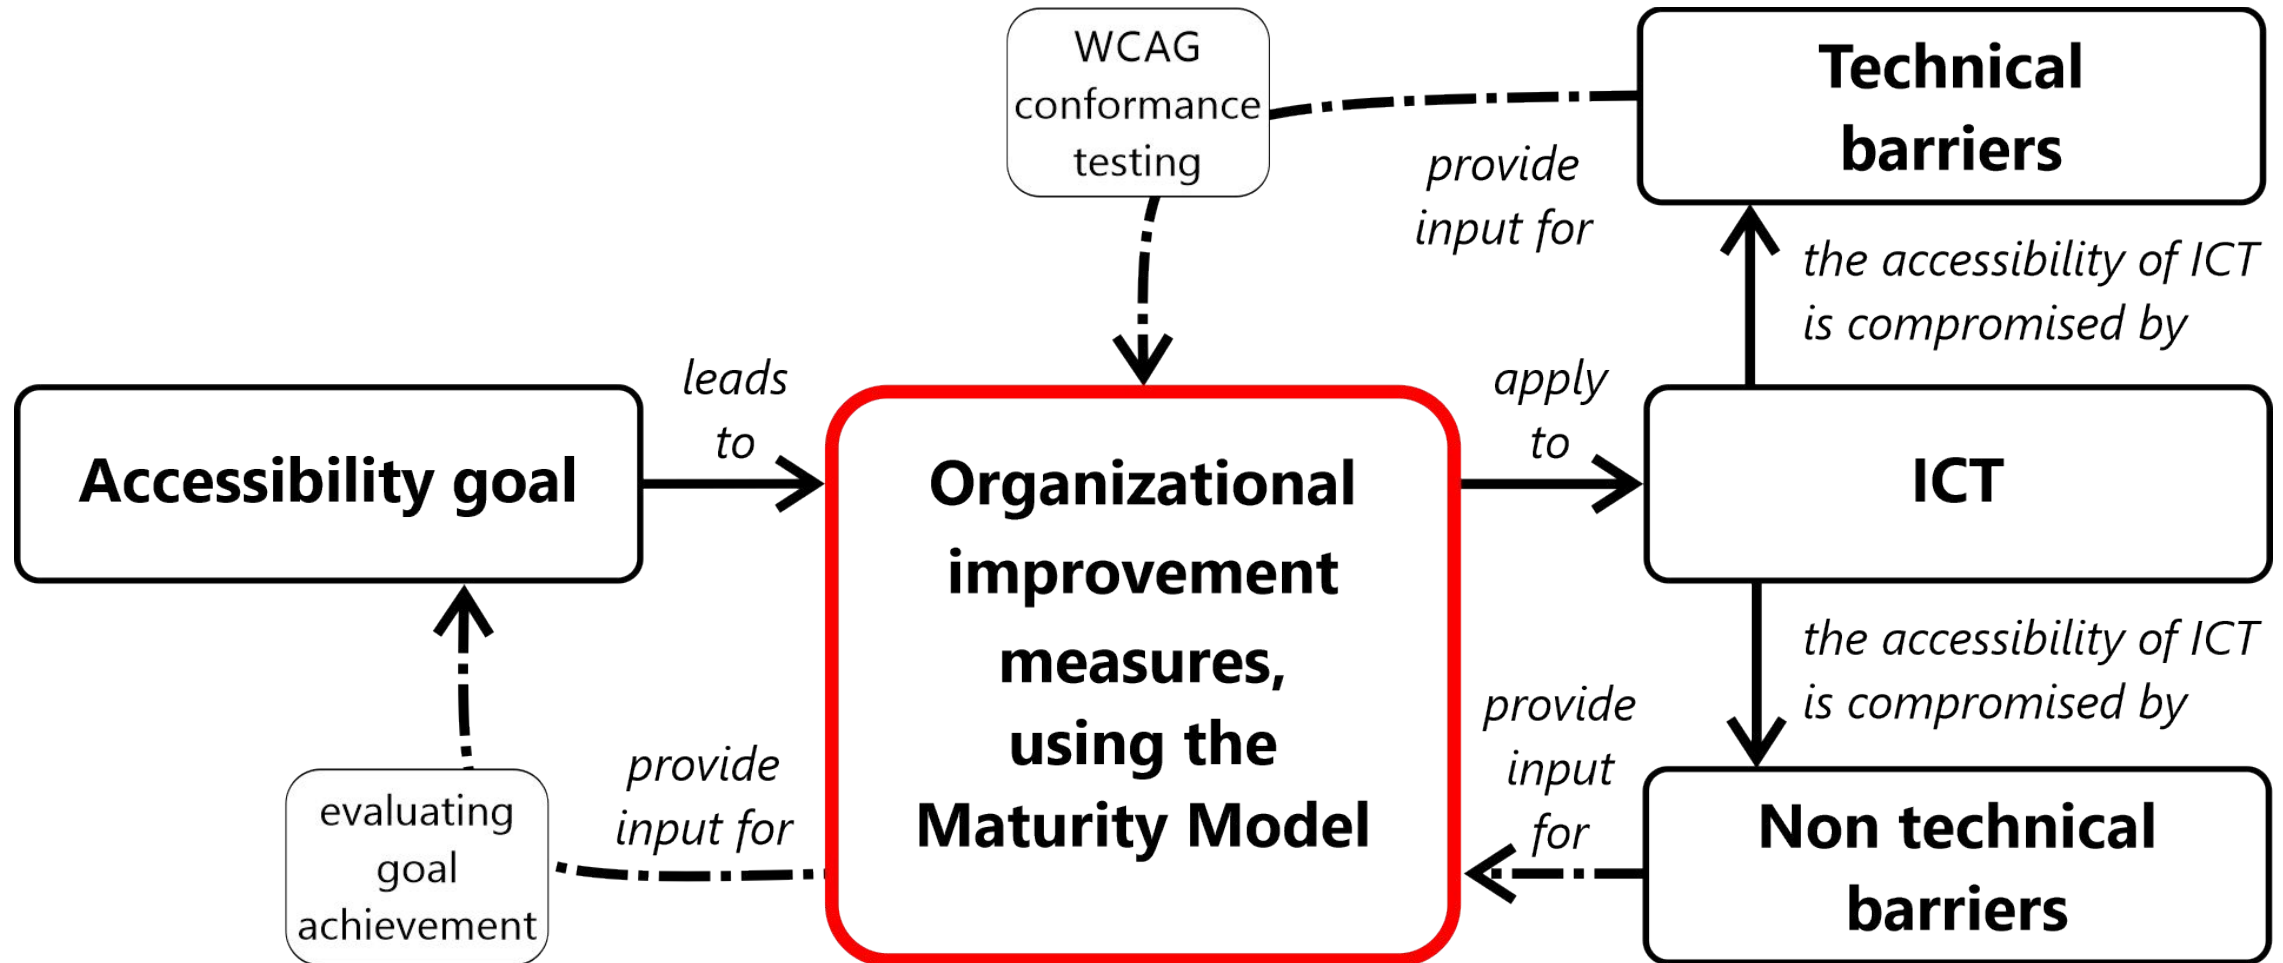 WCAG
conformance
testing
provide
input for
Technical
barriers
the accessibility of ICT
is compromised by
Accessibility goal
leads
to
Organizational
improvement
measures,
using the
Maturity Model
apply
to
ICT
the accessibility of ICT
is compromised by
provide
input
for
Non technical
barriers
provide
input for
evaluating
goal
achievement